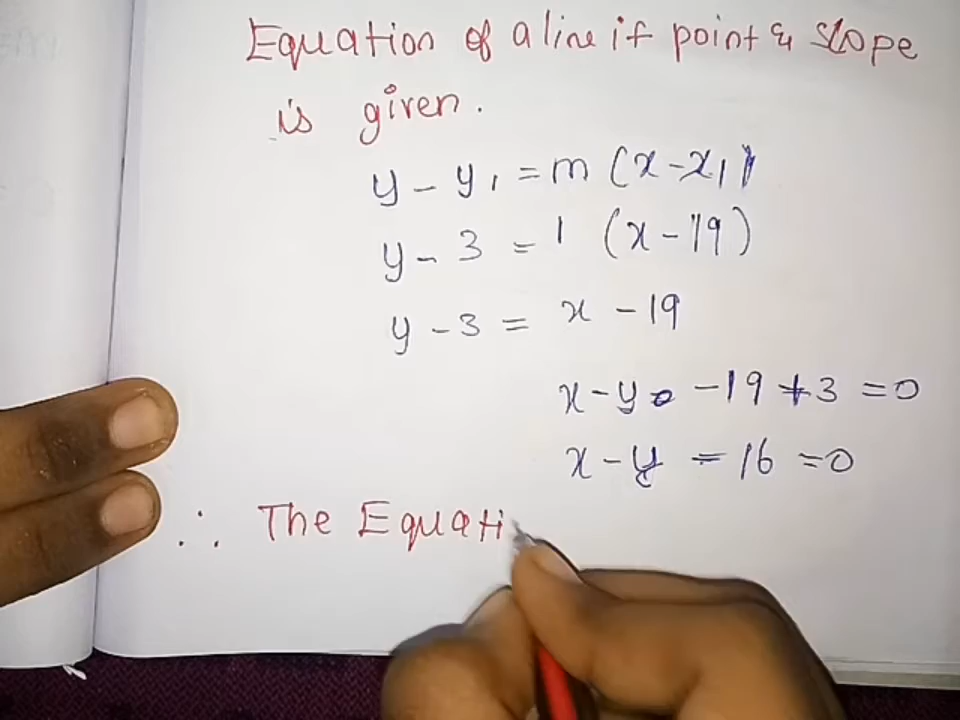 Equation of a line if point & slope
is given.
y - y₁ = m (x - x₁)
y - 3 = 1 (x - 19)
y - 3 = x - 19
x - y - 19 + 3 = 0
x - y - 16 = 0
∴ The Equati